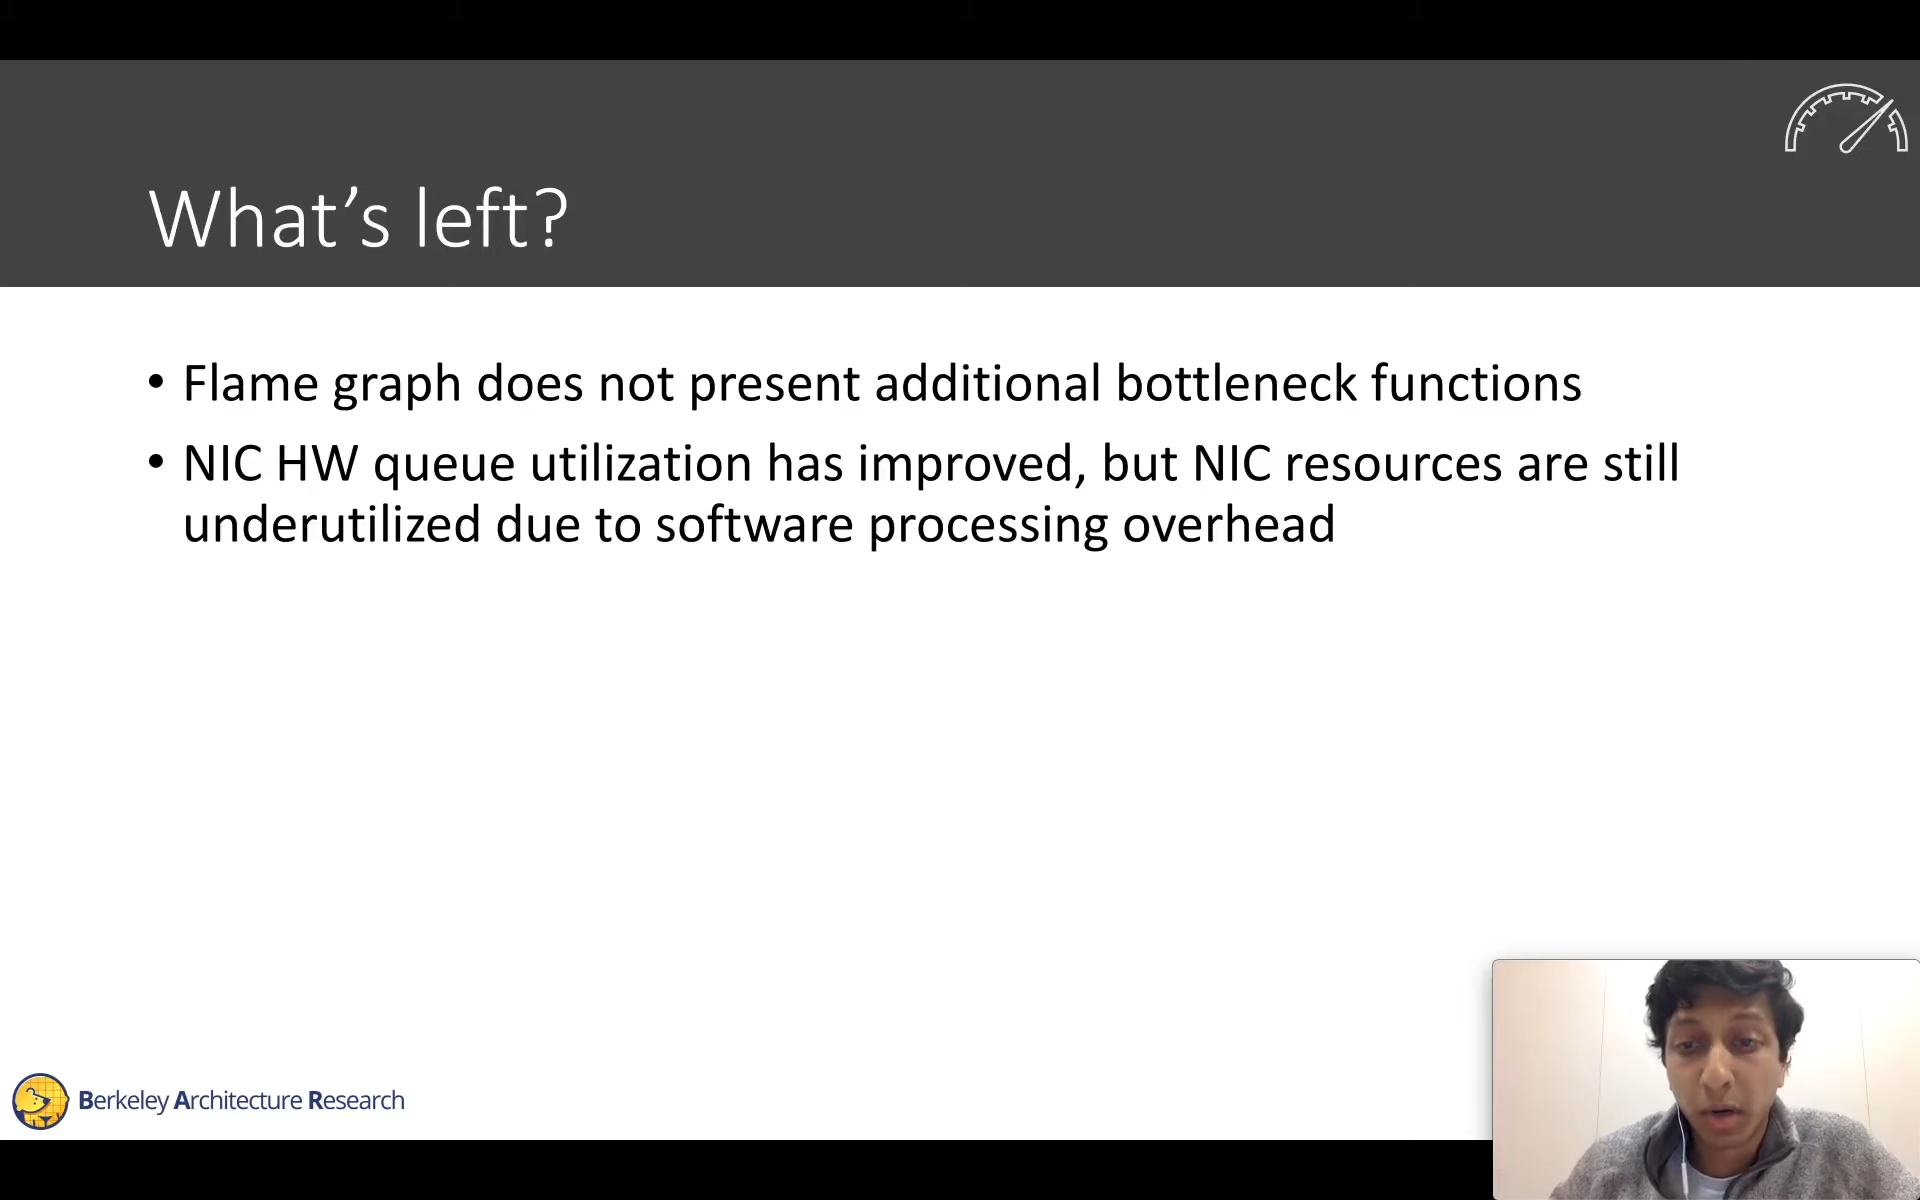 What’s left?
• Flame graph does not present additional bottleneck functions
• NIC HW queue utilization has improved, but NIC resources are still
underutilized due to software processing overhead
Berkeley Architecture Research